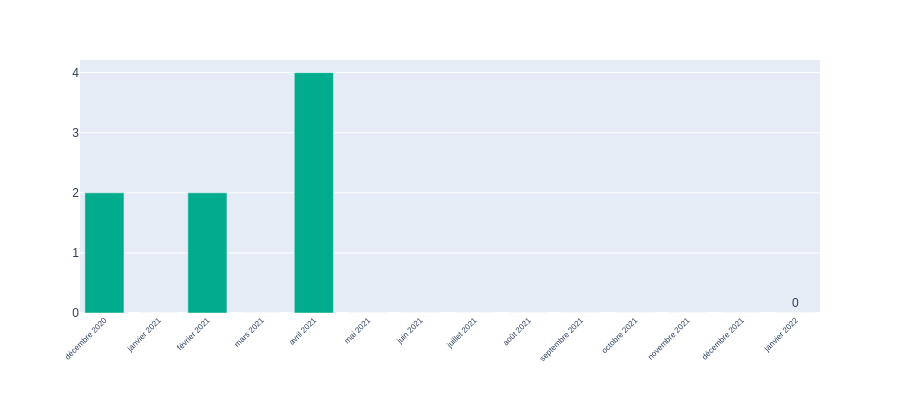 4
3
2
1
0
0
décembre 2020
janvier 2021
février 2021
mars 2021
avril 2021
mai 2021
juin 2021
juillet 2021
août 2021
septembre 2021
octobre 2021
novembre 2021
décembre 2021
janvier 2022